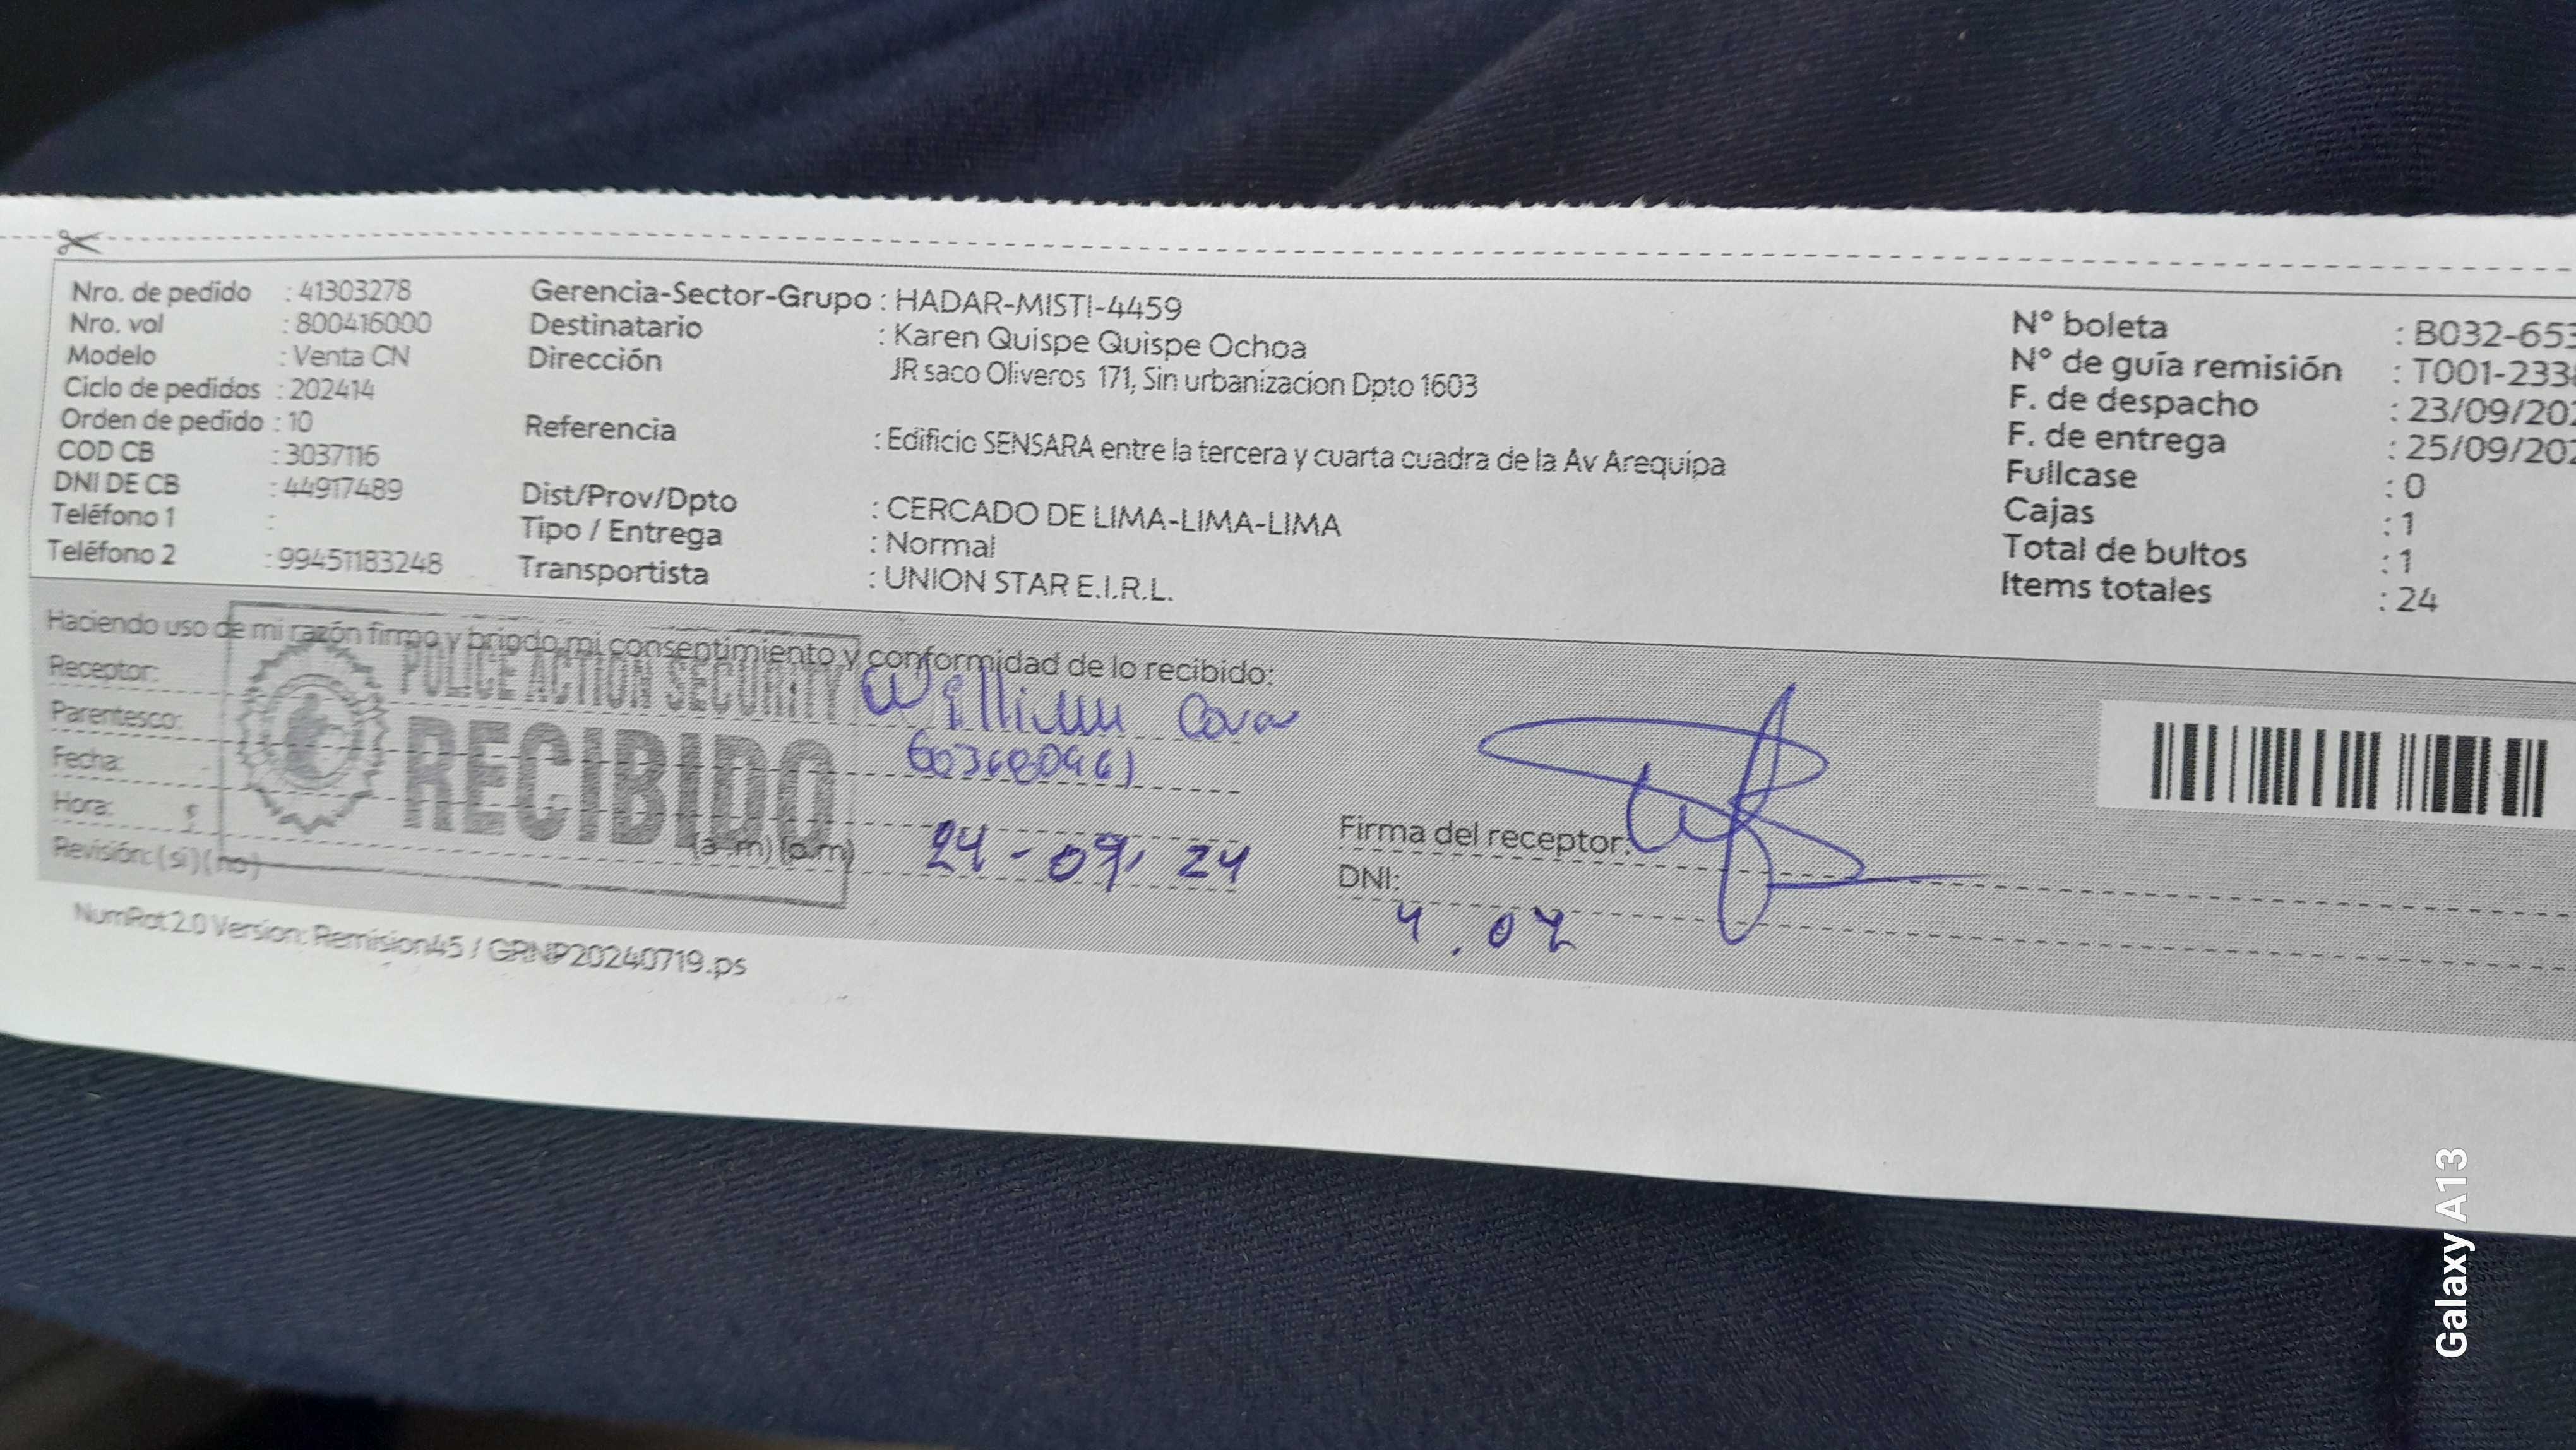 Nro. de pedido : 41303278
Nro. vol : 800416000
Modelo : Venta CN
Ciclo de pedidos : 202414
Orden de pedido : 10
COD CB : 3037116
DNI DE CB : 44917489
Teléfono 1 :
Teléfono 2 : 99451183248
Gerencia-Sector-Grupo : HADAR-MISTI-4459
Destinatario : Karen Quispe Quispe Ochoa
Dirección JR saco Oliveros 171, Sin urbanizacion Dpto 1603
Referencia : Edificio SENSARA entre la tercera y cuarta cuadra de la Av Arequipa
Dist/Prov/Dpto : CERCADO DE LIMA-LIMA-LIMA
Tipo / Entrega : Normal
Transportista : UNION STAR E.I.R.L.
N° boleta : B032-653
N° de guía remisión : T001-233
F. de despacho : 23/09/202
F. de entrega : 25/09/202
Fullcase : 0
Cajas : 1
Total de bultos : 1
Items totales : 24
Haciendo uso de mi razón firmo y brindo mi consentimiento y conformidad de lo recibido:
Receptor:
Parentesco:
Fecha:
Hora: (a.m) (p.m)
Revisión: (si) (no)
POLICE ACTION SECURITY
RECIBIDO
24-09-24
Firma del receptor:
DNI:
4.07
NumRot 2.0 Version: Remision45 / GRNP20240719.ps
Galaxy A13